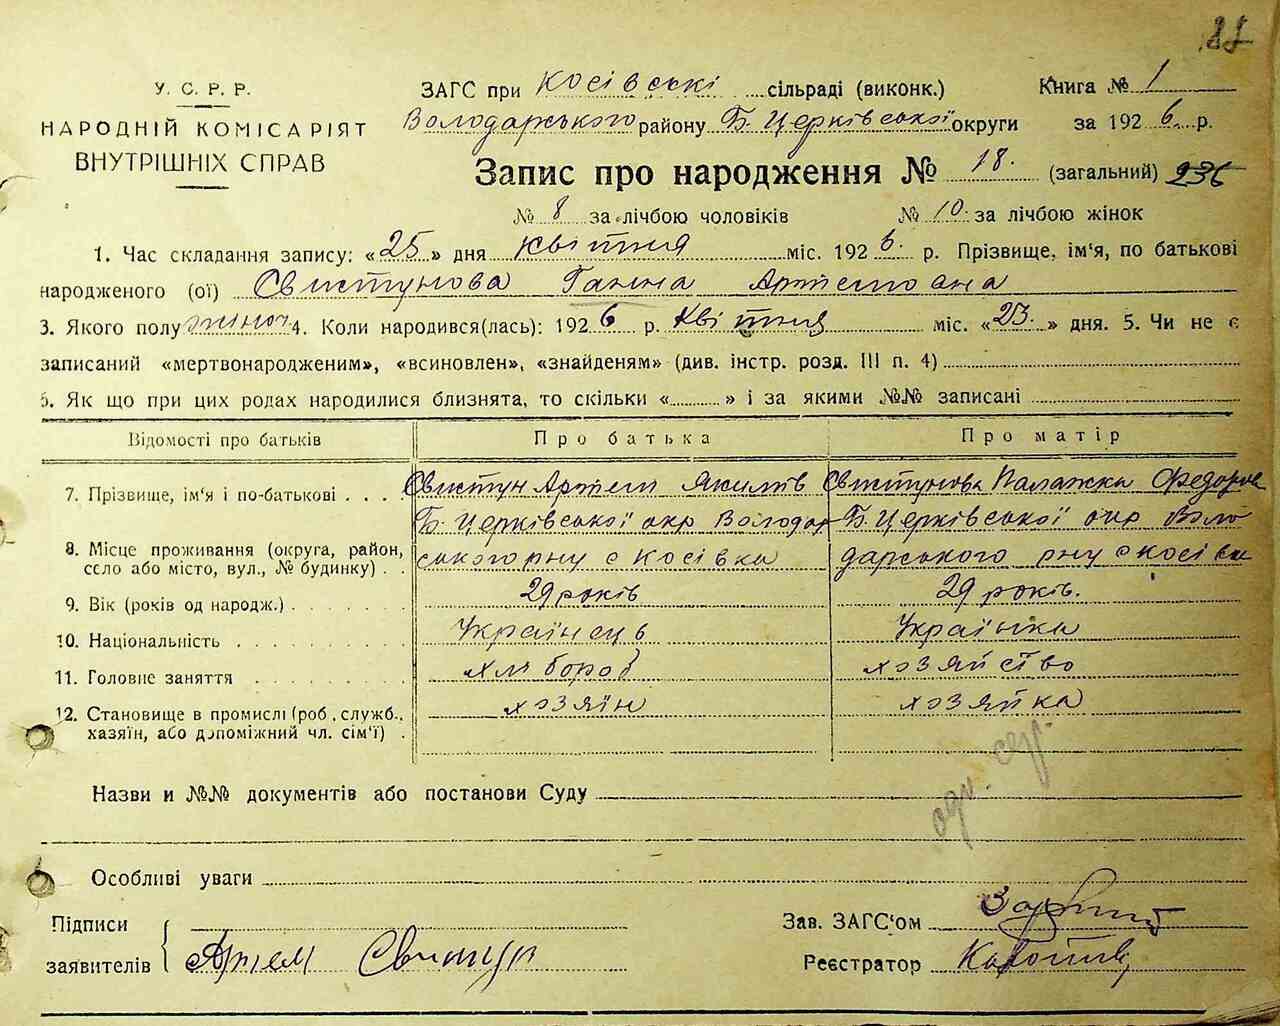 У. С. Р. Р.
НАРОДНІЙ КОМІСАРІЯТ
ВНУТРІШНІХ СПРАВ
ЗАГС при Косівські сільраді (виконк.) Книга № 1
Володарського району Б. Церківської округи за 1926 р.
Запис про народження № 18. (загальний) 236
№ 8 за лічбою чоловіків № 10 за лічбою жінок
1. Час складання запису: «25» дня квітня міс. 1926. р. Прізвище, ім'я, по батькові
народженого (ої) Свистунова Ганна Артемовна
3. Якого полу жіноч 4. Коли народився(лась): 1926 р. Квітня міс. «23.» дня. 5. Чи не є
записаний «мертвонародженим», «всиновлен», «знайденям» (див. інстр. розд. III п. 4)
6. Як що при цих родах народилися близнята, то скільки « » і за якими №№ записані
Відомості про батьків Про батька Про матір
7. Прізвище, ім'я і по-батькові . . . Свистун Артем Якимів Свистунова Палажка Федоров
Б. Церківської окр Володар- Б. Церківської окр Воло
8. Місце проживання (округа, район, ського рну с Косівка дарського рну с Косівки
село або місто, вул., № будинку) . .
9. Вік (років од народж.) . . . . . . . 29 років 29 років.
10. Національність . . . . . . . . . . Українець Українка
11. Головне заняття . . . . . . . . . хлібороб хозяйство
12. Становище в промислі (роб., служб., хозяїн хозяйка
хазяїн, або допоміжний чл. сім'ї) .
Назви и №№ документів або постанови Суду
Особливі уваги
Підписи
заявителів Артем Свистун
Зав. ЗАГС'ом
Реєстратор